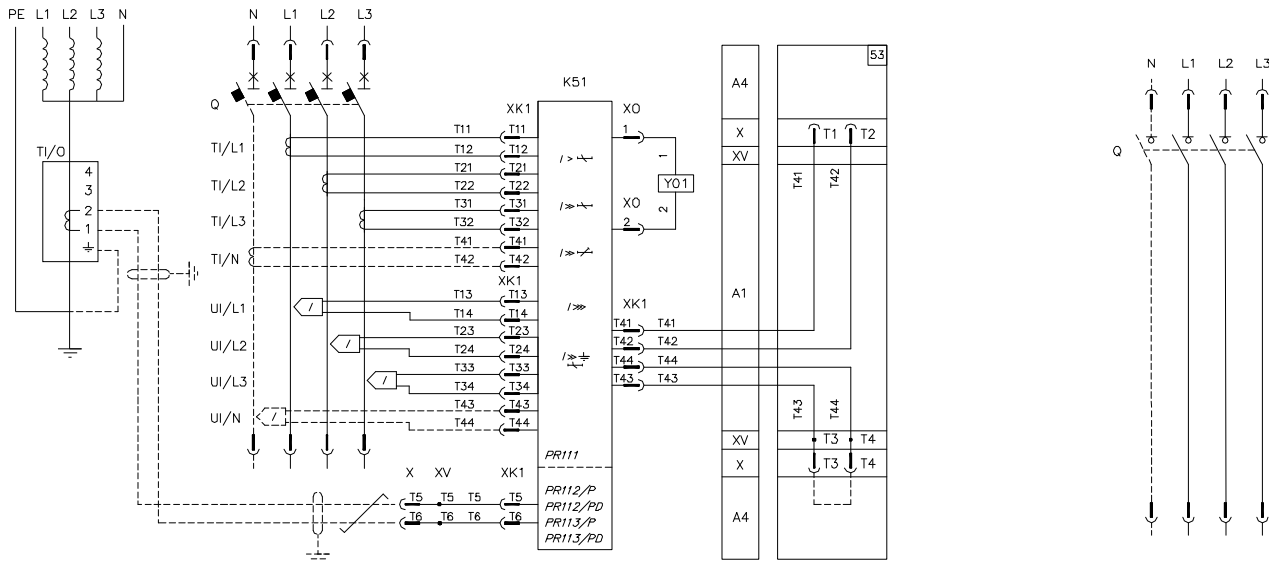 PE L1 L2 L3 N
N L1 L2 L3
K51
53
N L1 L2 L3
A4
Q
XK1
XO
X
T1 T2
XV
Q
TI/O
4
3
2
1
TI/L1
T11 T11
T12 T12
1
TI/L2
T21 T21
T22 T22
1
Y01
2
T41 T42
TI/L3
T31 T31
T32 T32
XO
2
TI/N
T41 T41
T42 T42
XK1
A1
UI/L1
T13 T13
T14 T14
XK1
UI/L2
T23 T23
T24 T24
T41 T41
T42 T42
T44 T44
T43 T43
UI/L3
T33 T33
T34 T34
UI/N
T43 T43
T44 T44
T43 T44
XV
T3 T4
X
T3 T4
PR111
X XV XK1
T5 T5 T5 T5
T6 T6 T6 T6
PR112/P
PR112/PD
PR113/P
PR113/PD
A4